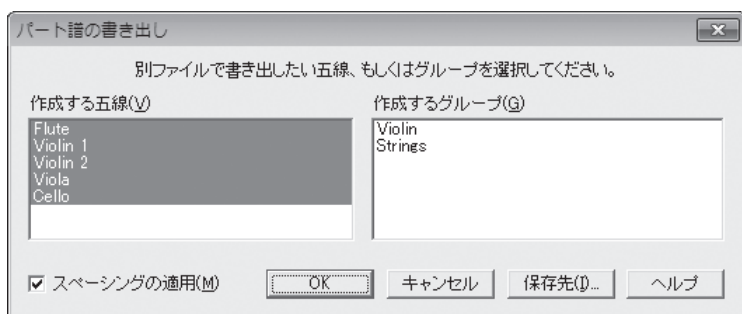 パート譜の書き出し
別ファイルで書き出したい五線、もしくはグループを選択してください。
作成する五線(V)
Flute
Violin 1
Violin 2
Viola
Cello
作成するグループ(G)
Violin
Strings
スペーシングの適用(M)
OK
キャンセル
保存先(I)...
ヘルプ